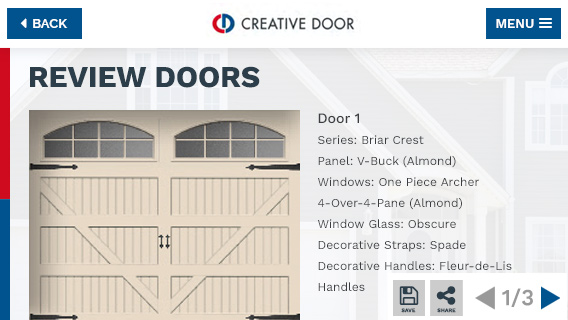 BACK
CREATIVE DOOR
MENU
REVIEW DOORS
Door 1
Series: Briar Crest
Panel: V-Buck (Almond)
Windows: One Piece Archer
4-Over-4-Pane (Almond)
Window Glass: Obscure
Decorative Straps: Spade
Decorative Handles: Fleur-de-Lis
Handles
SAVE
SHARE
1/3